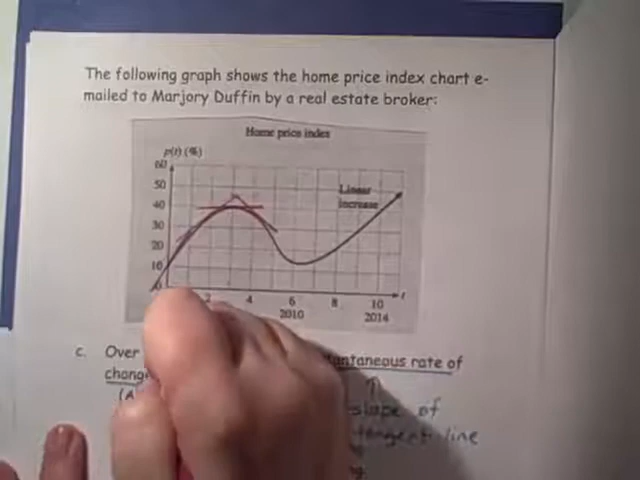 The following graph shows the home price index chart e-
mailed to Marjory Duffin by a real estate broker:
Home price index
p(t) (%)
60
50
40
30
20
10
0
Linear
increase
2 4 6 8 10 t
2010 2014
c. Over
instantaneous rate of
change
(A
slope of
tangent line